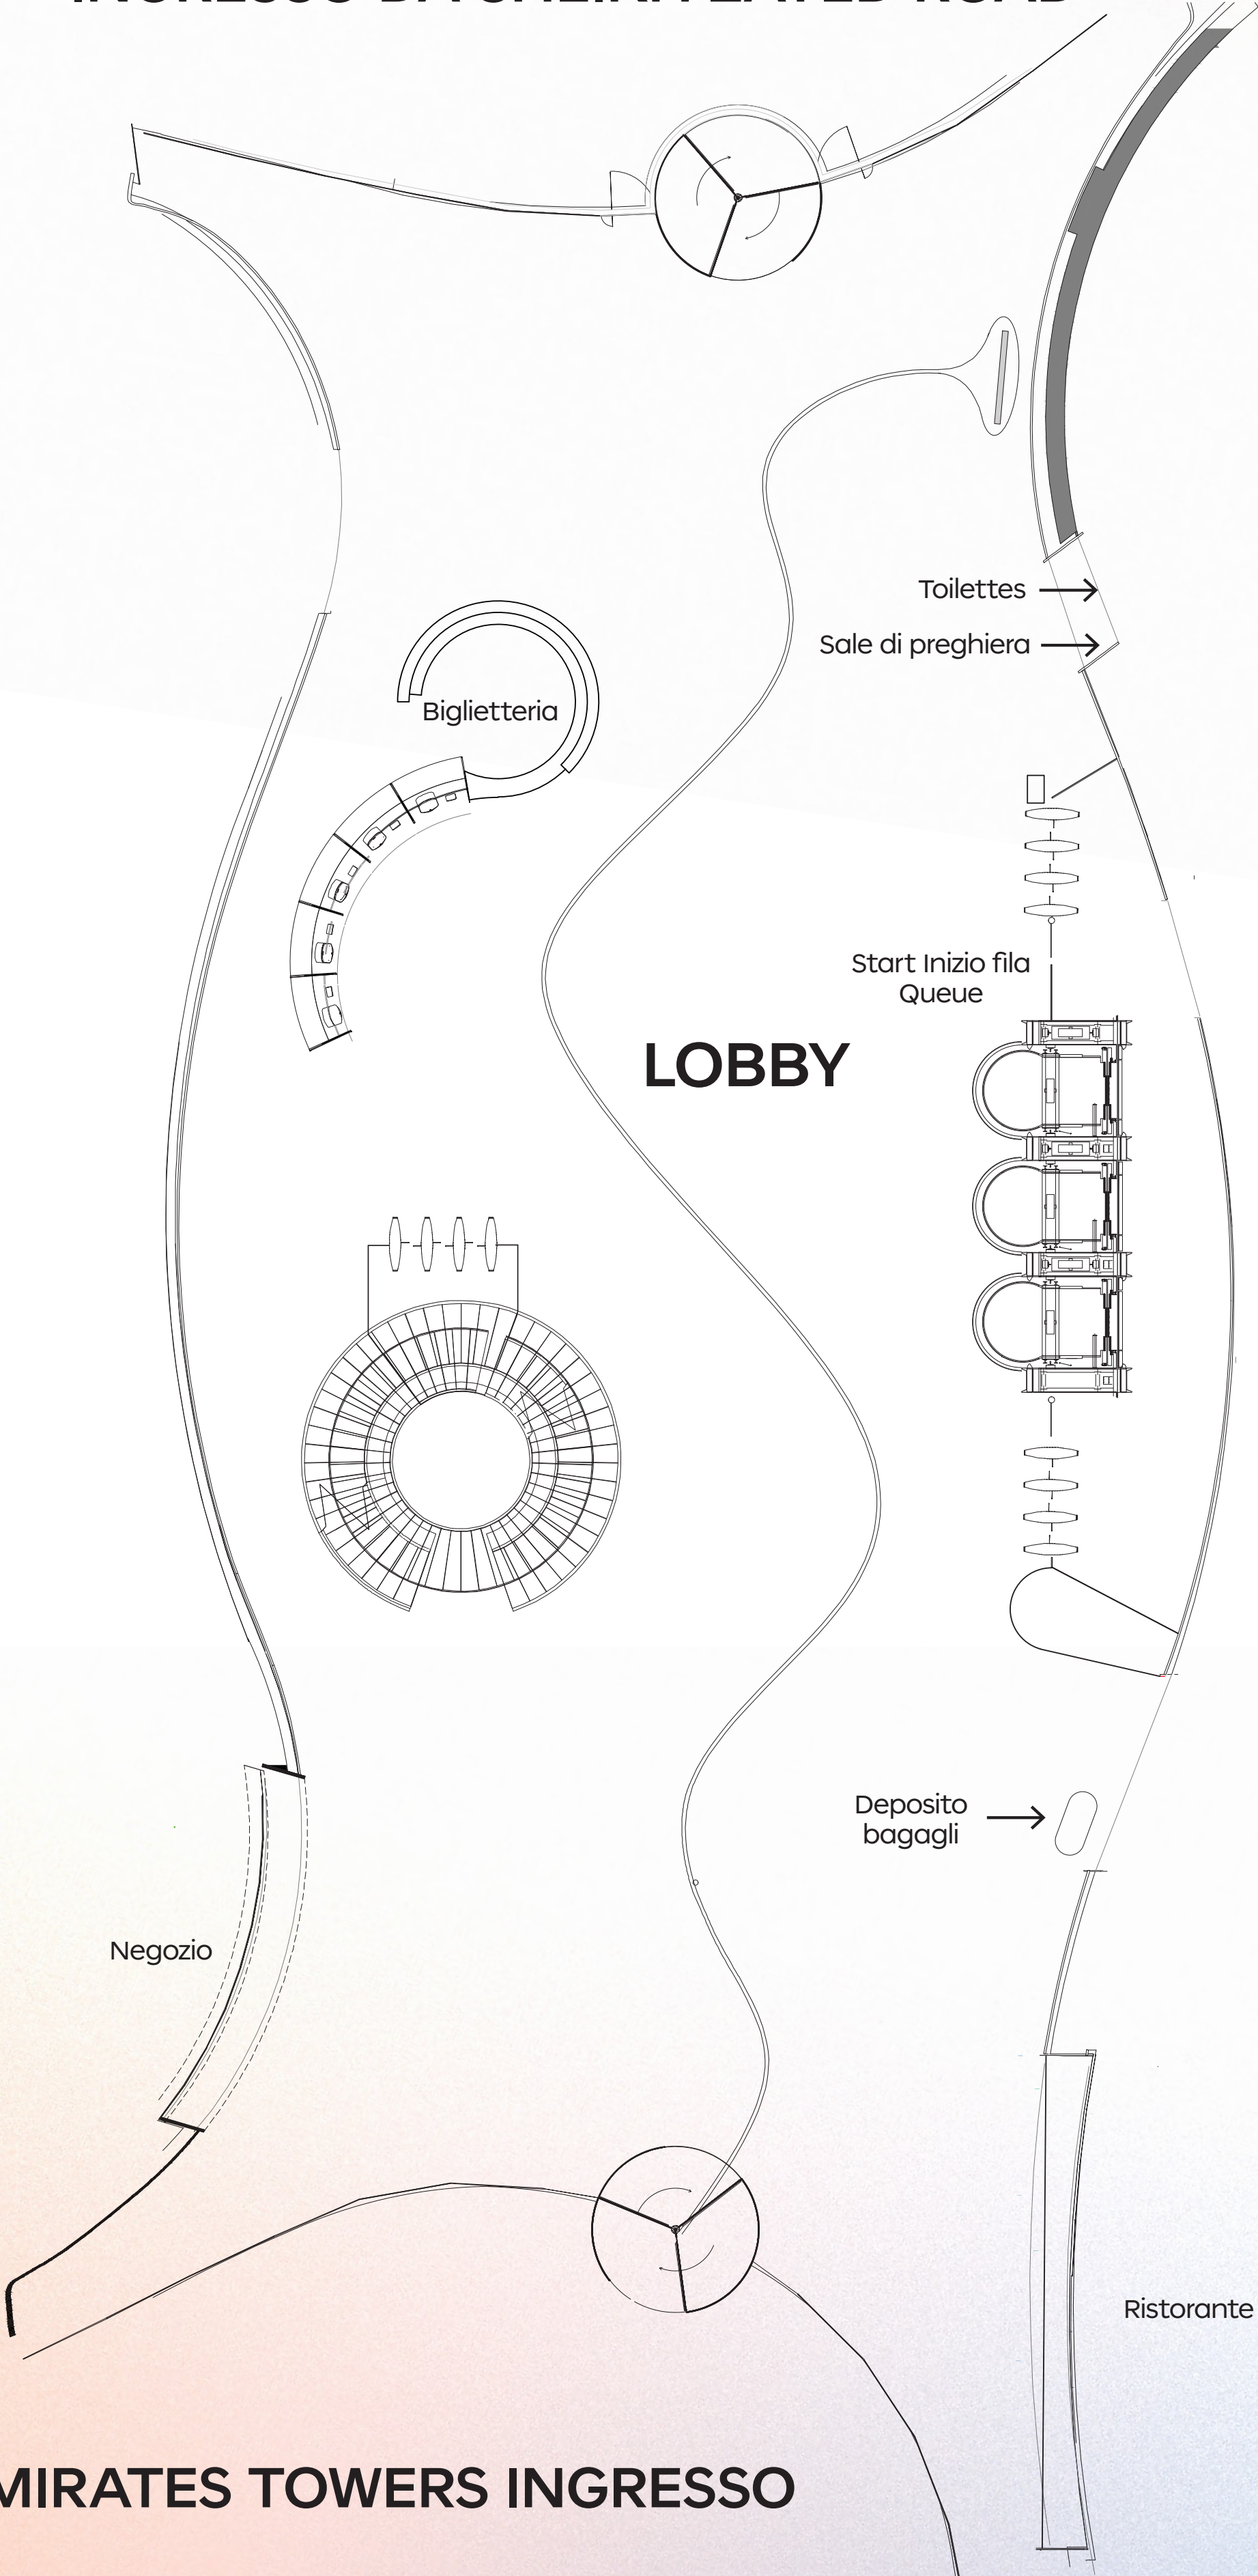 Toilettes
Sale di preghiera
Biglietteria
Start Inizio fila
Queue
LOBBY
Deposito
bagagli
Negozio
Ristorante
MIRATES TOWERS INGRESSO